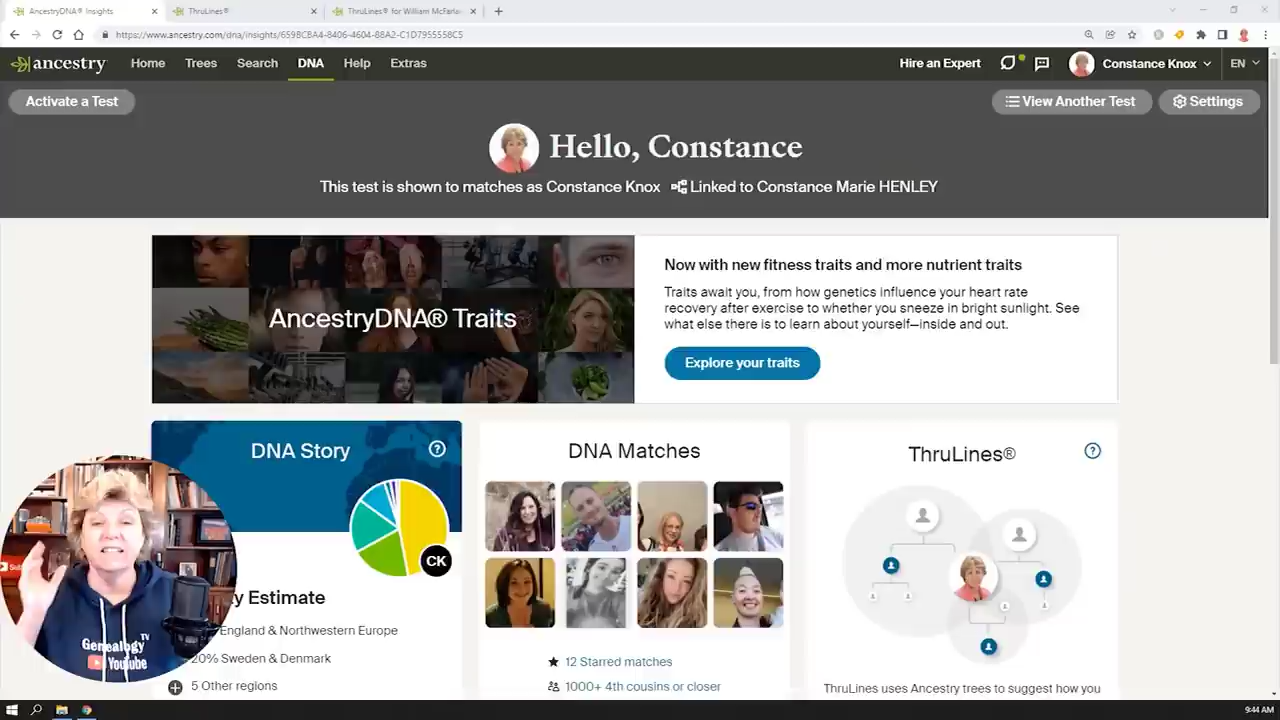 AncestryDNA® Insights
ThruLines®
ThruLines® for William McFarla
https://www.ancestry.com/dna/insights/6598CBA4-8406-4604-88A2-C1D7955558C5
ancestry
Home
Trees
Search
DNA
Help
Extras
Hire an Expert
Constance Knox
EN
Activate a Test
View Another Test
Settings
Hello, Constance
This test is shown to matches as Constance Knox
Linked to Constance Marie HENLEY
AncestryDNA® Traits
Now with new fitness traits and more nutrient traits
Traits await you, from how genetics influence your heart rate
recovery after exercise to whether you sneeze in bright sunlight. See
what else there is to learn about yourself—inside and out.
Explore your traits
DNA Story
CK
y Estimate
England & Northwestern Europe
20% Sweden & Denmark
5 Other regions
DNA Matches
12 Starred matches
1000+ 4th cousins or closer
ThruLines®
ThruLines uses Ancestry trees to suggest how you
Genealogy
TV
YouTube
9:44 AM